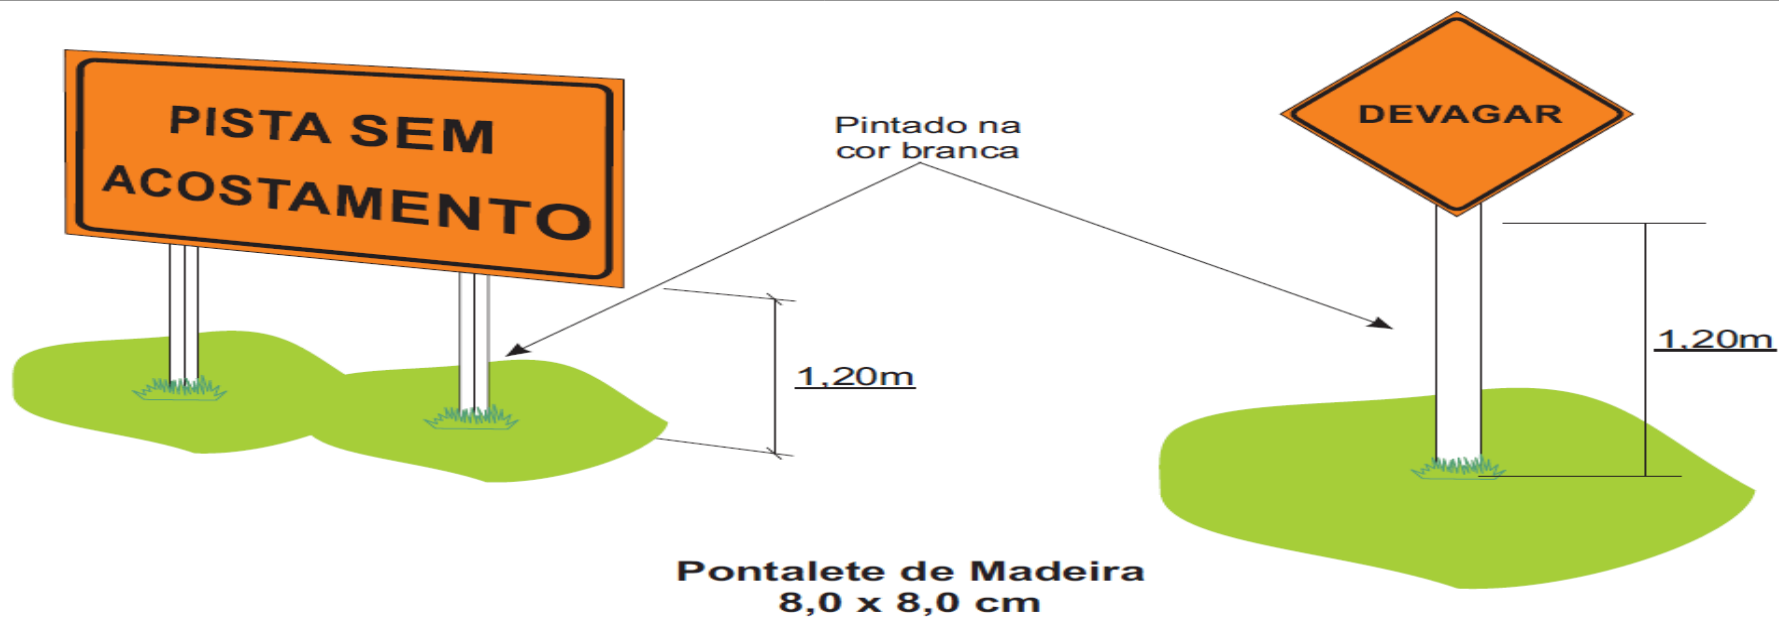 PISTA SEM
ACOSTAMENTO
Pintado na
cor branca
DEVAGAR
1,20m
1,20m
Pontalete de Madeira
8,0 x 8,0 cm